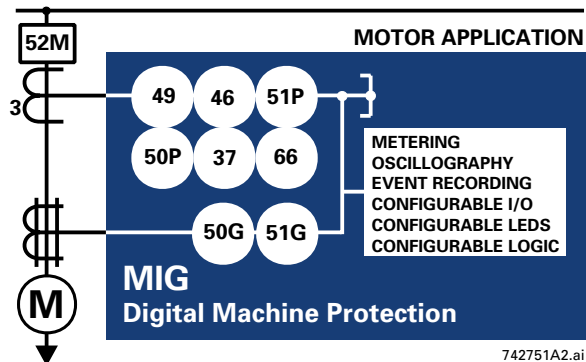 52M
MOTOR APPLICATION
3
49 46 51P
50P 37 66
METERING
OSCILLOGRAPHY
EVENT RECORDING
CONFIGURABLE I/O
CONFIGURABLE LEDS
CONFIGURABLE LOGIC
50G 51G
MIG
Digital Machine Protection
M
742751A2.ai